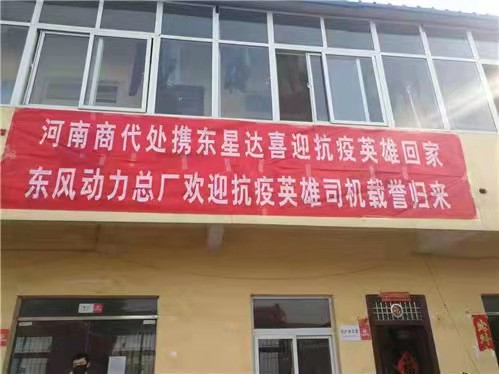 河南商代处携东星达喜迎抗疫英雄回家
东风动力总厂欢迎抗疫英雄司机载誉归来